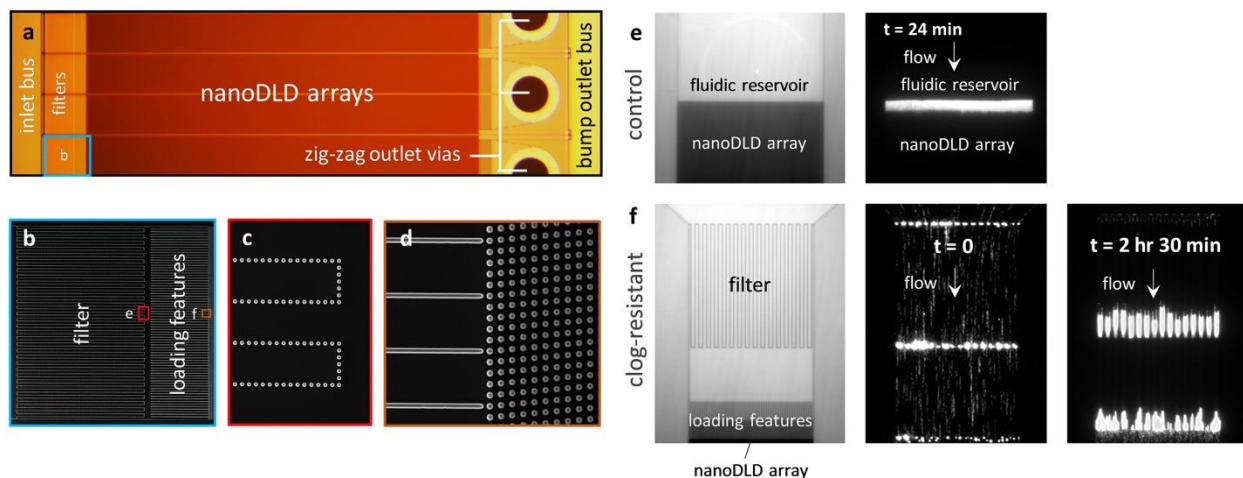 a
inlet bus
filters
b
nanoDLD arrays
zig-zag outlet vias
bump outlet bus
b
filter
e
loading features
f
c
d
e
control
fluidic reservoir
nanoDLD array
t = 24 min
flow
fluidic reservoir
nanoDLD array
f
clog-resistant
filter
loading features
nanoDLD array
t = 0
flow
t = 2 hr 30 min
flow